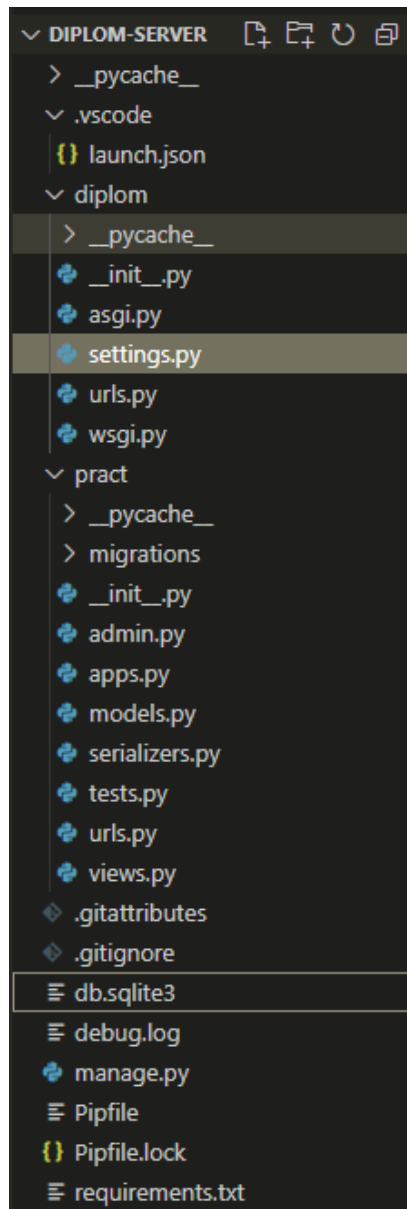 DIPLOM-SERVER
__pycache__
.vscode
{} launch.json
diplom
__pycache__
__init__.py
asgi.py
settings.py
urls.py
wsgi.py
pract
__pycache__
migrations
__init__.py
admin.py
apps.py
models.py
serializers.py
tests.py
urls.py
views.py
.gitattributes
.gitignore
db.sqlite3
debug.log
manage.py
Pipfile
{} Pipfile.lock
requirements.txt